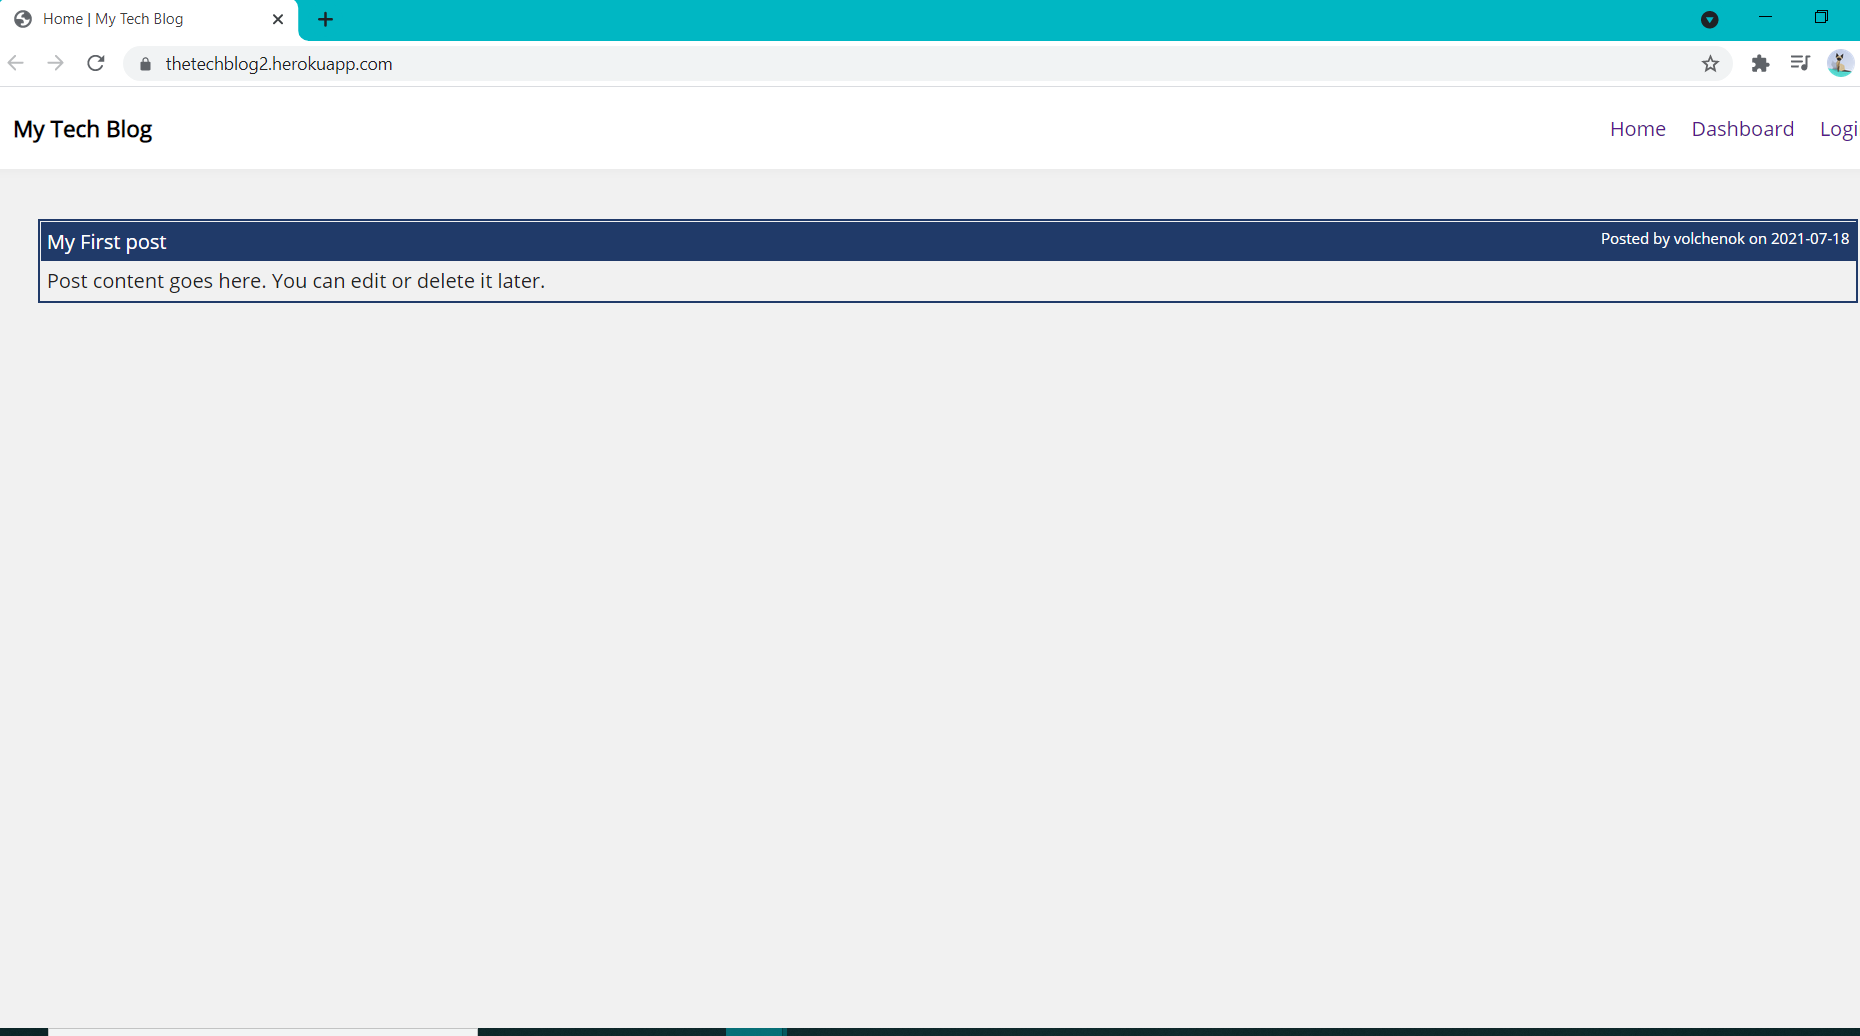 Home | My Tech Blog
thetechblog2.herokuapp.com
My Tech Blog
Home Dashboard Logi
My First post
Posted by volchenok on 2021-07-18
Post content goes here. You can edit or delete it later.